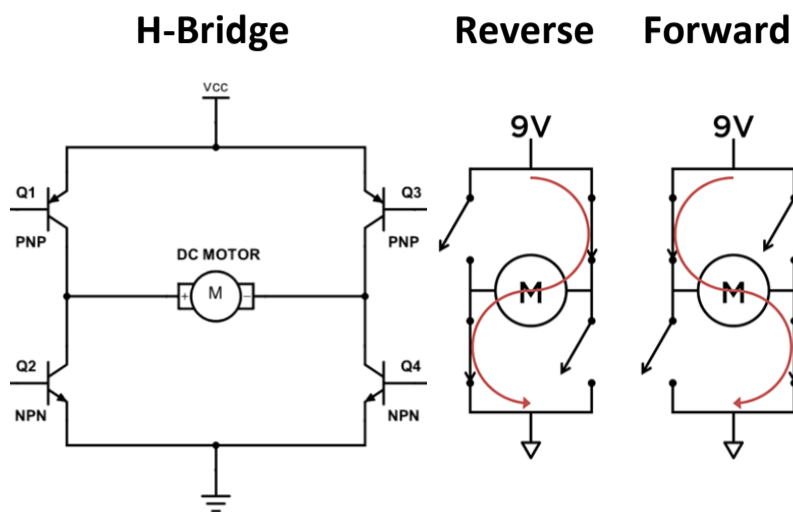 H-Bridge
Reverse
Forward
VCC
Q1
PNP
Q3
PNP
DC MOTOR
+ M −
Q2
NPN
Q4
NPN
9V
M
9V
M